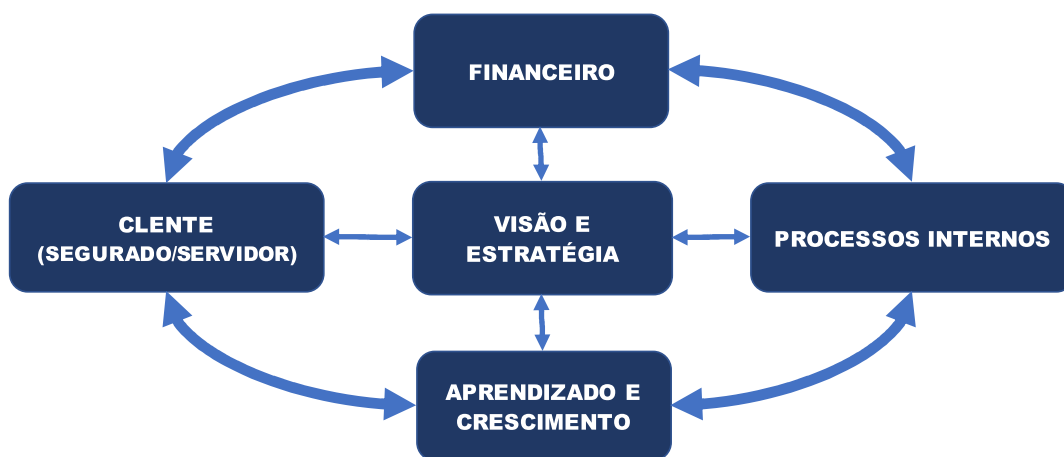 FINANCEIRO
CLENTE
(SEGURADO/SERVIDOR)
VISÃO E
ESTRATÉGIA
PROCESSOS INTERNOS
APRENDIZADO E
CRESCIMENTO